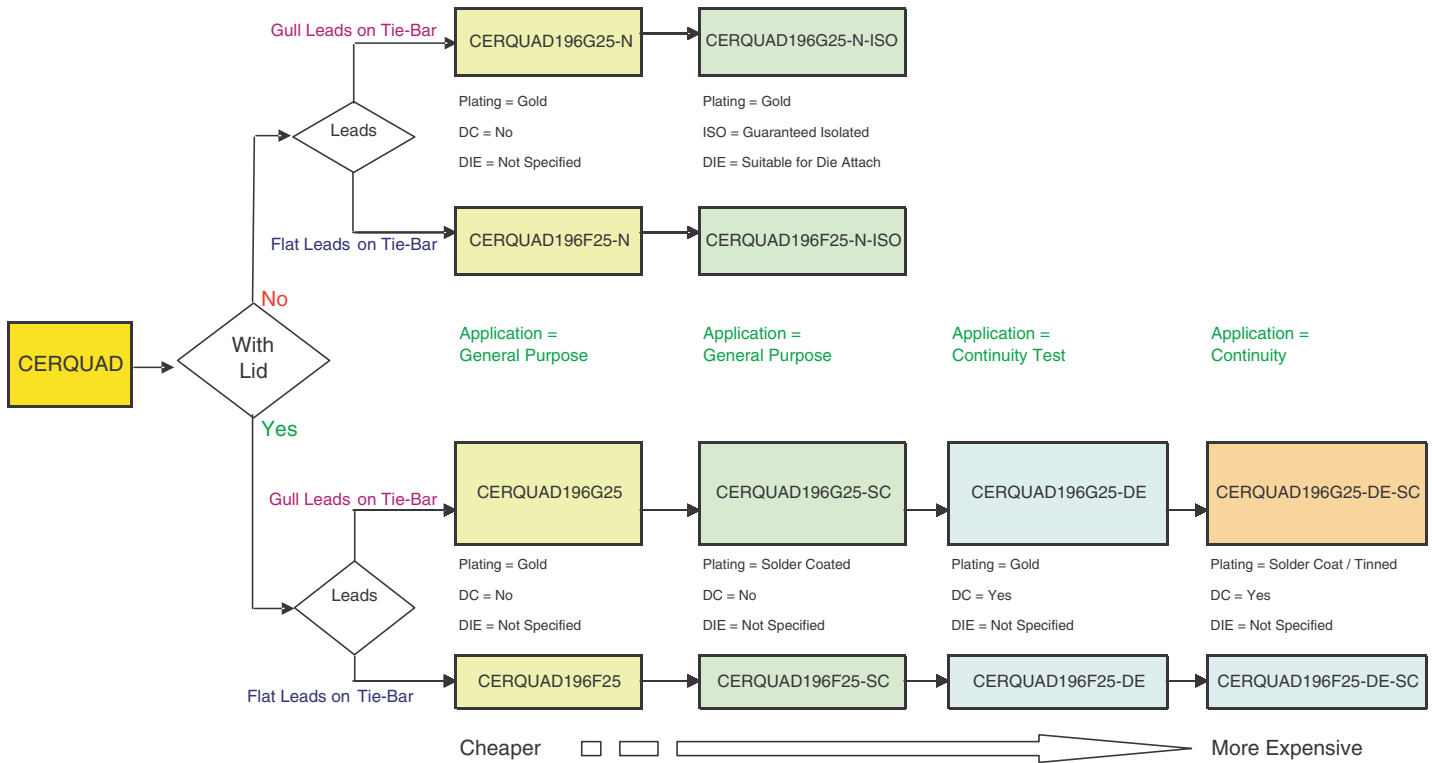 Gull Leads on Tie-Bar
CERQUAD196G25-N
CERQUAD196G25-N-ISO
Plating = Gold
DC = No
DIE = Not Specified
Plating = Gold
ISO = Guaranteed Isolated
DIE = Suitable for Die Attach
Leads
Flat Leads on Tie-Bar
CERQUAD196F25-N
CERQUAD196F25-N-ISO
No
CERQUAD
With
Lid
Yes
Application =
General Purpose
Application =
General Purpose
Application =
Continuity Test
Application =
Continuity
Gull Leads on Tie-Bar
CERQUAD196G25
CERQUAD196G25-SC
CERQUAD196G25-DE
CERQUAD196G25-DE-SC
Leads
Plating = Gold
DC = No
DIE = Not Specified
Plating = Solder Coated
DC = No
DIE = Not Specified
Plating = Gold
DC = Yes
DIE = Not Specified
Plating = Solder Coat / Tinned
DC = Yes
DIE = Not Specified
Flat Leads on Tie-Bar
CERQUAD196F25
CERQUAD196F25-SC
CERQUAD196F25-DE
CERQUAD196F25-DE-SC
Cheaper
More Expensive